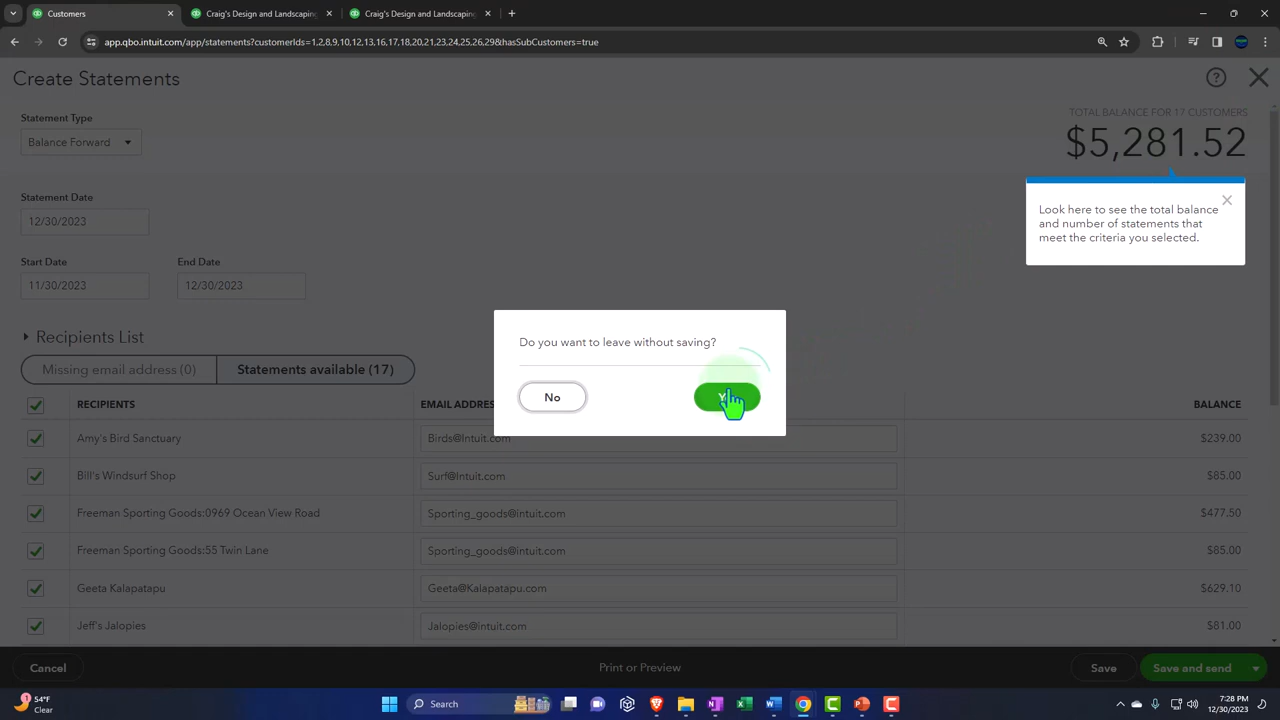 Customers
Craig's Design and Landscaping
Craig's Design and Landscaping
app.qbo.intuit.com/app/statements?customerIds=1,2,8,9,10,12,13,16,17,18,20,21,23,24,25,26,29&hasSubCustomers=true
Create Statements
Statement Type
Balance Forward
TOTAL BALANCE FOR 17 CUSTOMERS
$5,281.52
Look here to see the total balance
and number of statements that
meet the criteria you selected.
Statement Date
12/30/2023
Start Date
End Date
11/30/2023
12/30/2023
Recipients List
Missing email address (0)
Statements available (17)
Do you want to leave without saving?
No
RECIPIENTS
EMAIL
BALANCE
Amy's Bird Sanctuary
Birds@Intuit.com
$239.00
Bill's Windsurf Shop
Surf@Intuit.com
$85.00
Freeman Sporting Goods:0969 Ocean View Road
Sporting_goods@intuit.com
$477.50
Freeman Sporting Goods:55 Twin Lane
Sporting_goods@intuit.com
$85.00
Geeta Kalapatapu
Geeta@Kalapatapu.com
$629.10
Jeff's Jalopies
Jalopies@intuit.com
$81.00
Cancel
Print or Preview
Save
Save and send
1
54°F
Clear
Search
7:28 PM
12/30/2023